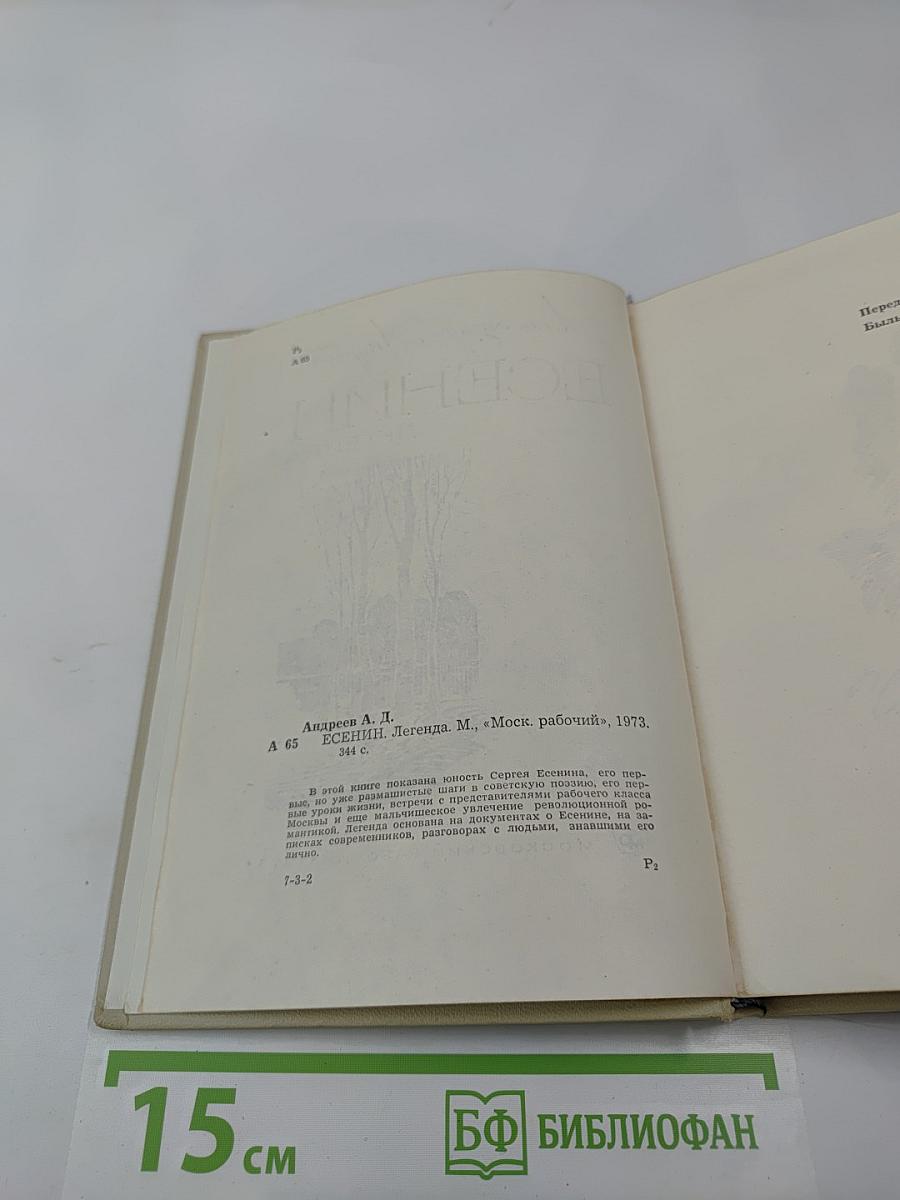 Р2
А 65
ЕСЕНИН
Андреев А. Д.
А 65 ЕСЕНИН. Легенда. М., «Моск. рабочий», 1973.
344 с.
В этой книге показана юность Сергея Есенина, его пер-
вые, но уже размашистые шаги в советскую поэзию, его пер-
вые уроки жизни, встречи с представителями рабочего класса
Москвы и еще мальчишеское увлечение революционной ро-
мантикой. Легенда основана на документах о Есенине, на за-
писках современников, разговорах с людьми, знавшими его
лично.
7-3-2
Р2
Перед
Быль
15 см
БФ БИБЛИОФАН